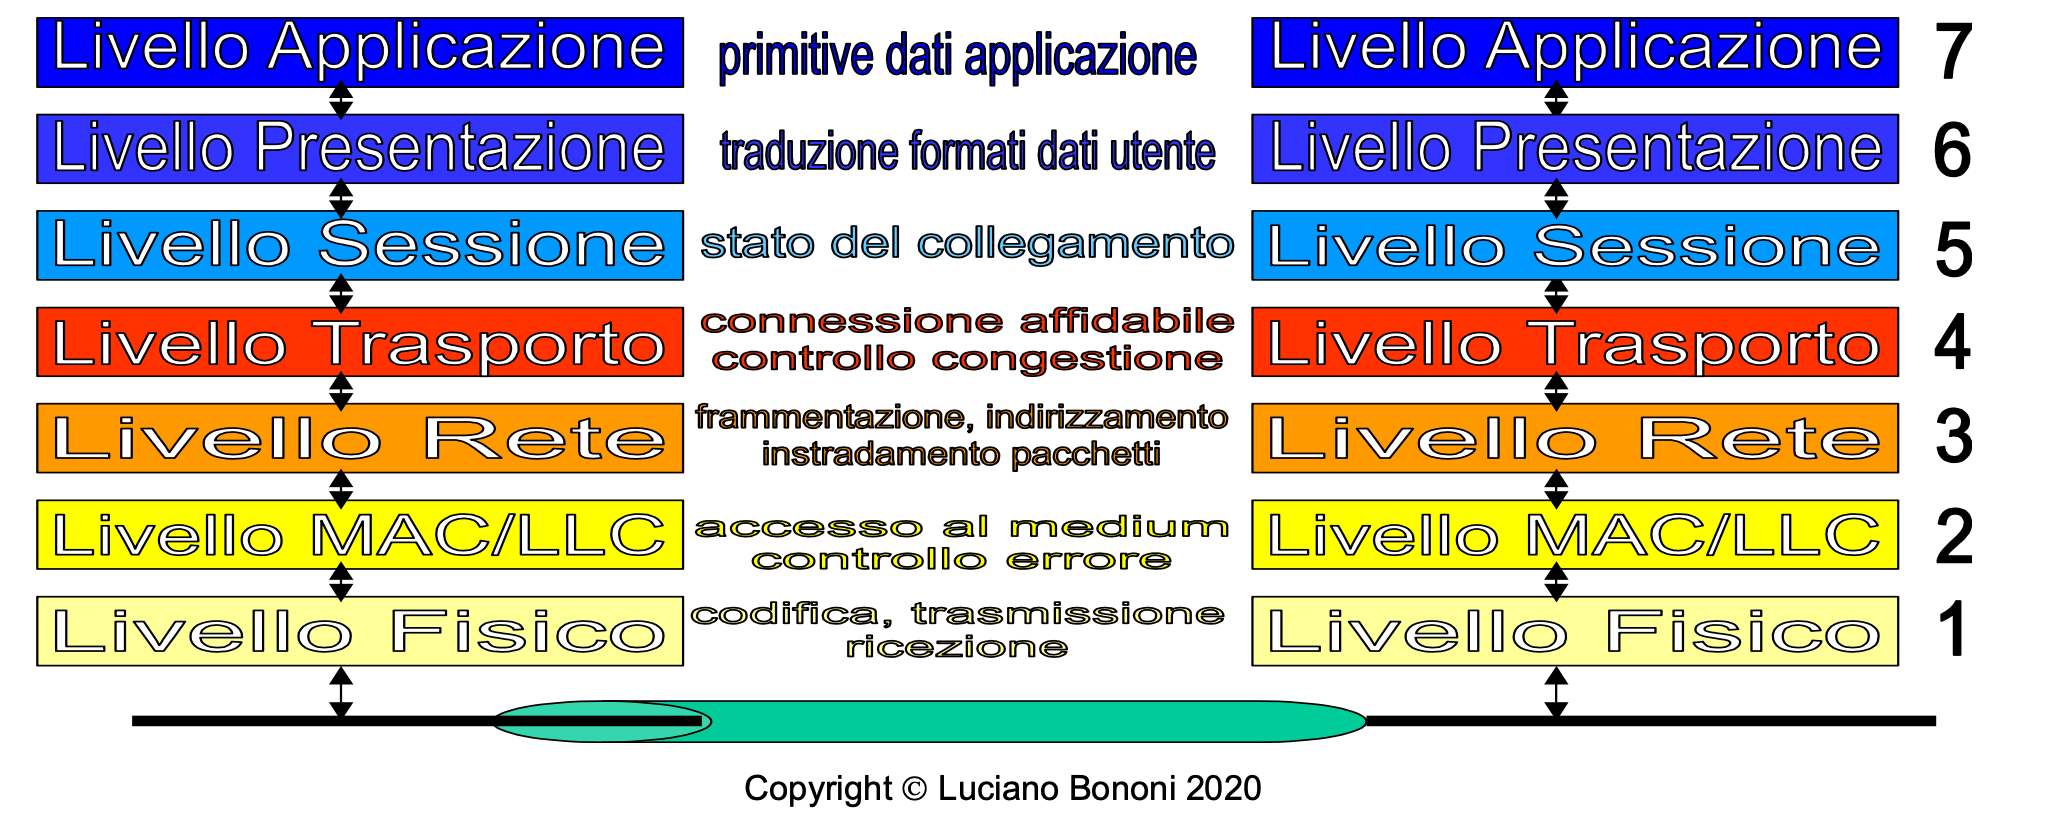 Livello Applicazione primitive dati applicazione Livello Applicazione 7
Livello Presentazione traduzione formati dati utente Livello Presentazione 6
Livello Sessione stato del collegamento Livello Sessione 5
Livello Trasporto connessione affidabile Livello Trasporto 4
controllo congestione
Livello Rete frammentazione, indirizzamento Livello Rete 3
instradamento pacchetti
Livello MAC/LLC accesso al medium Livello MAC/LLC 2
controllo errore
Livello Fisico codifica, trasmissione Livello Fisico 1
ricezione
Copyright © Luciano Bononi 2020